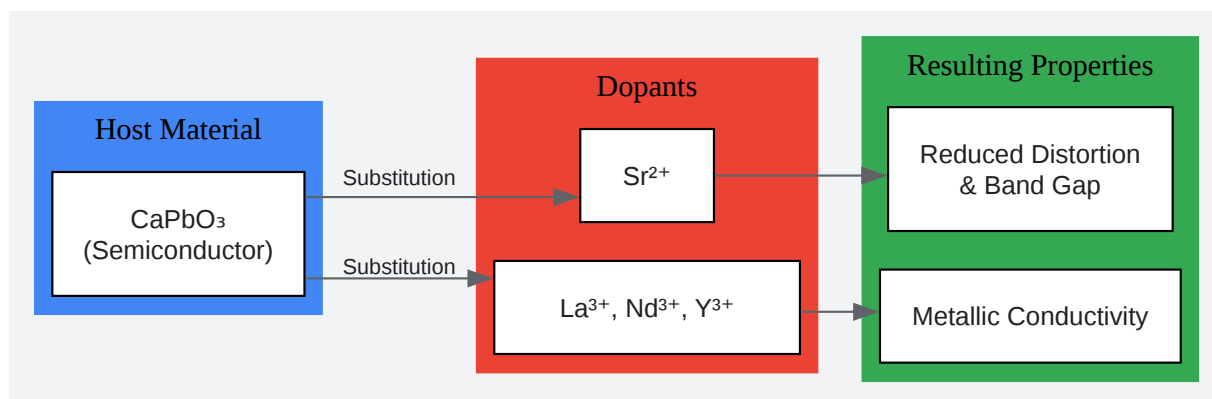 Host Material
CaPbO₃
(Semiconductor)
Substitution
Substitution
Dopants
Sr²⁺
La³⁺, Nd³⁺, Y³⁺
Resulting Properties
Reduced Distortion
& Band Gap
Metallic Conductivity